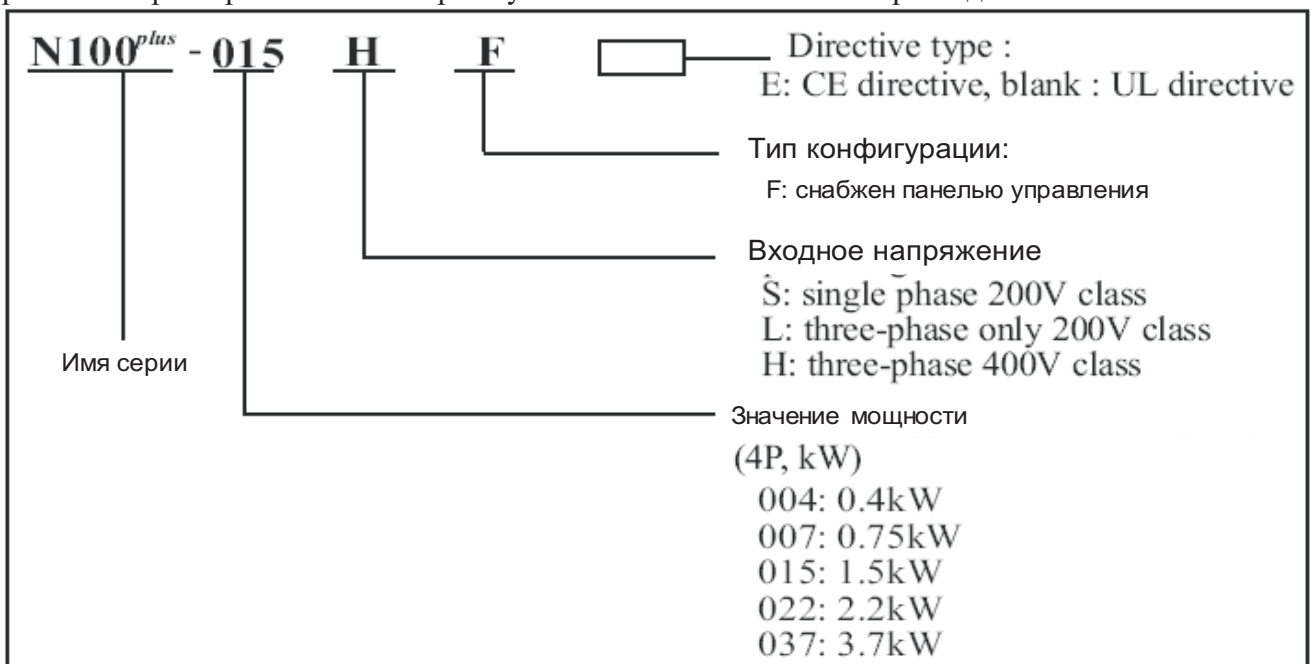 N100plus - 015 H F
Directive type :
E: CE directive, blank : UL directive
Тип конфигурации:
F: снабжен панелью управления
Входное напряжение
S: single phase 200V class
L: three-phase only 200V class
H: three-phase 400V class
Имя серии
Значение мощности
(4P, kW)
004: 0.4kW
007: 0.75kW
015: 1.5kW
022: 2.2kW
037: 3.7kW